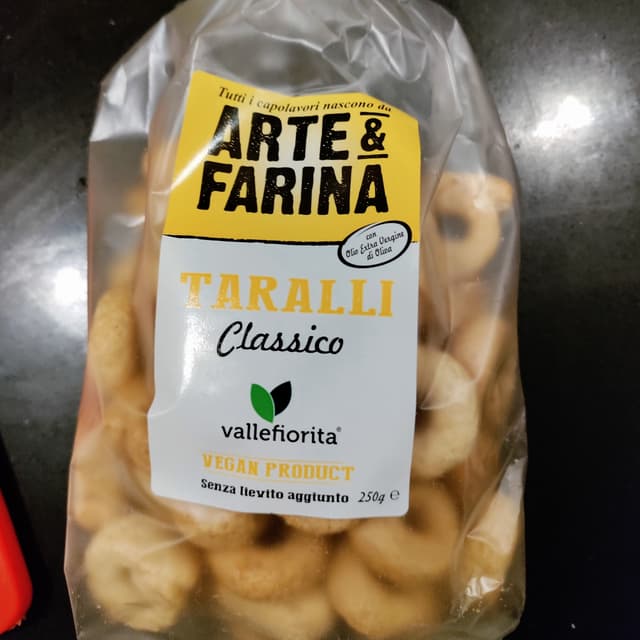 Tutti i capolavori nascono da
ARTE &
FARINA
con
Olio Extra Vergine
di Oliva
TARALLI
Classico
vallefiorita®
VEGAN PRODUCT
Senza lievito aggiunto 250g ℮